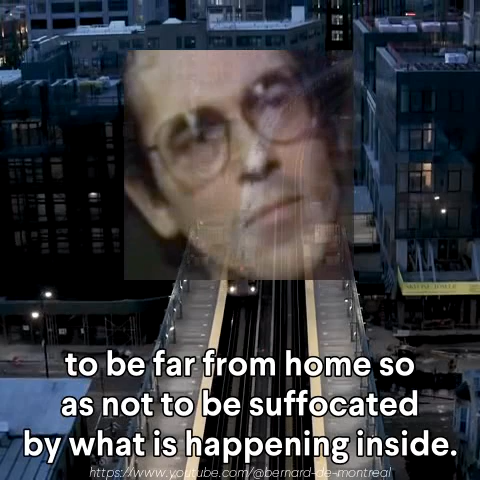 to be far from home so
as not to be suffocated
by what is happening inside.
https://www.youtube.com/@bernard-de-montreal